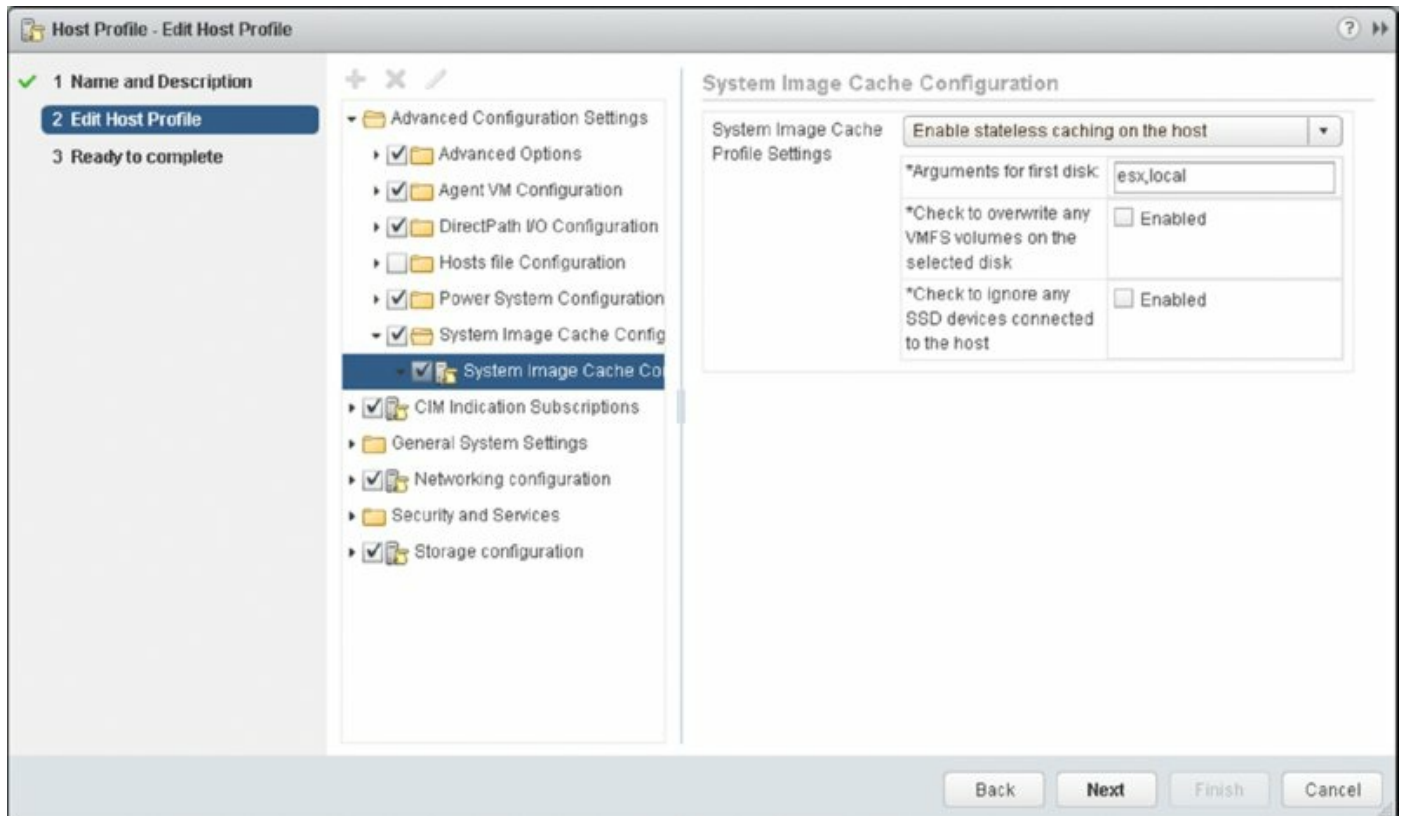 Host Profile - Edit Host Profile
?
1 Name and Description
2 Edit Host Profile
3 Ready to complete
Advanced Configuration Settings
Advanced Options
Agent VM Configuration
DirectPath I/O Configuration
Hosts file Configuration
Power System Configuration
System Image Cache Config
System Image Cache Co
CIM Indication Subscriptions
General System Settings
Networking configuration
Security and Services
Storage configuration
System Image Cache Configuration
System Image Cache
Profile Settings
Enable stateless caching on the host
*Arguments for first disk:
esx,local
*Check to overwrite any
VMFS volumes on the
selected disk
Enabled
*Check to ignore any
SSD devices connected
to the host
Enabled
Back
Next
Finish
Cancel